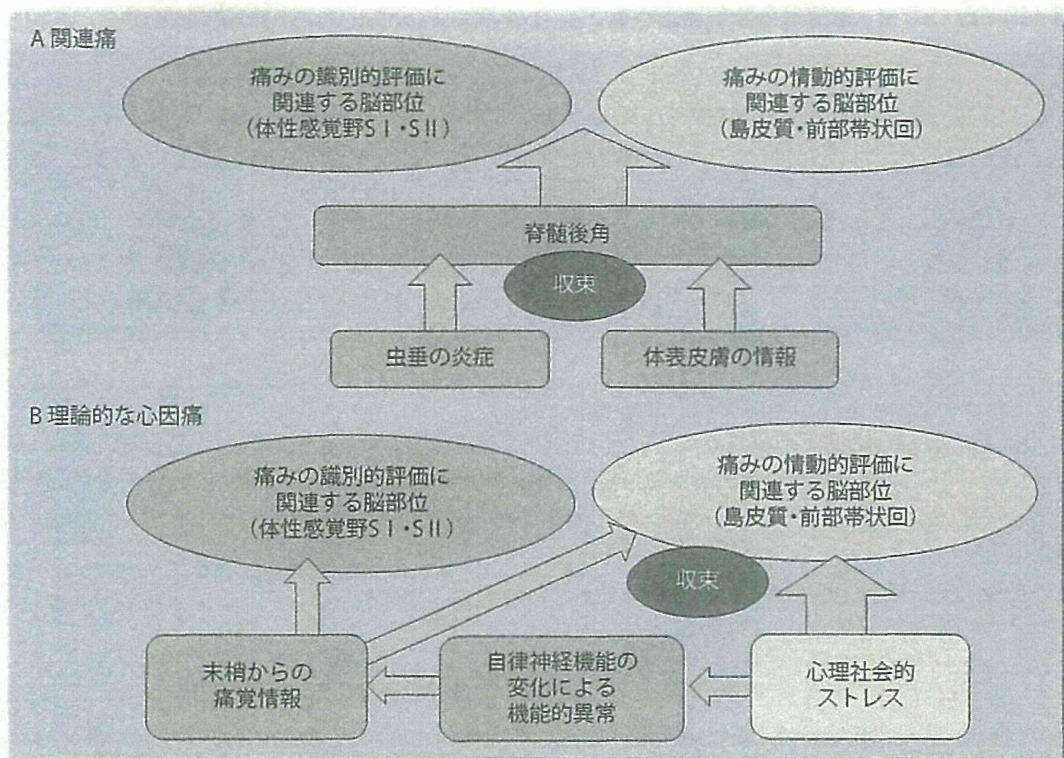 A 関連痛
痛みの識別的評価に
関連する脳部位
（体性感覚野SⅠ・SⅡ）
痛みの情動的評価に
関連する脳部位
（島皮質・前部帯状回）
脊髄後角
収束
虫垂の炎症
体表皮膚の情報
B 理論的な心因痛
痛みの識別的評価に
関連する脳部位
（体性感覚野SⅠ・SⅡ）
痛みの情動的評価に
関連する脳部位
（島皮質・前部帯状回）
収束
末梢からの
痛覚情報
自律神経機能の
変化による
機能的異常
心理社会的
ストレス